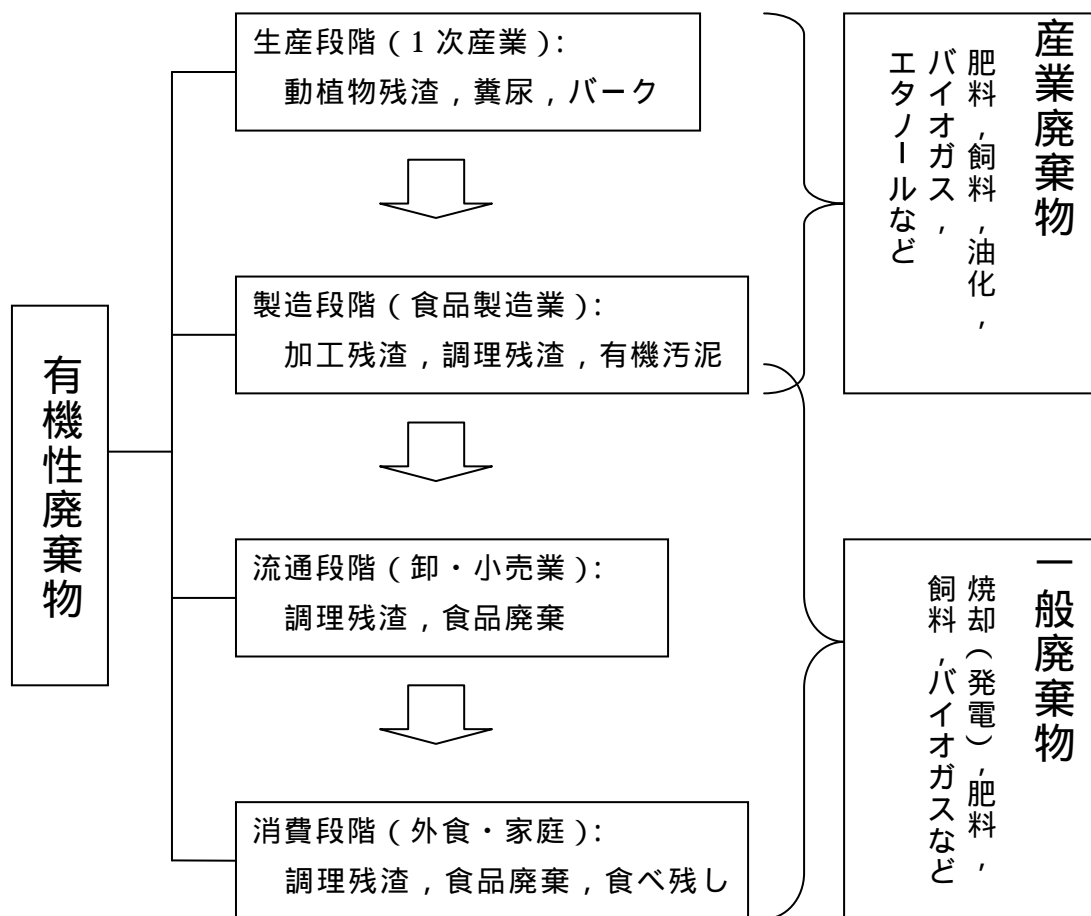 有機性廃棄物
生産段階(1次産業):
動植物残渣,糞尿,バーク
製造段階(食品製造業):
加工残渣,調理残渣,有機汚泥
流通段階(卸・小売業):
調理残渣,食品廃棄
消費段階(外食・家庭):
調理残渣,食品廃棄,食べ残し
産業廃棄物
肥料,飼料,油化,
バイオガス,
エタノールなど
一般廃棄物
焼却(発電),肥料,
飼料,バイオガスなど